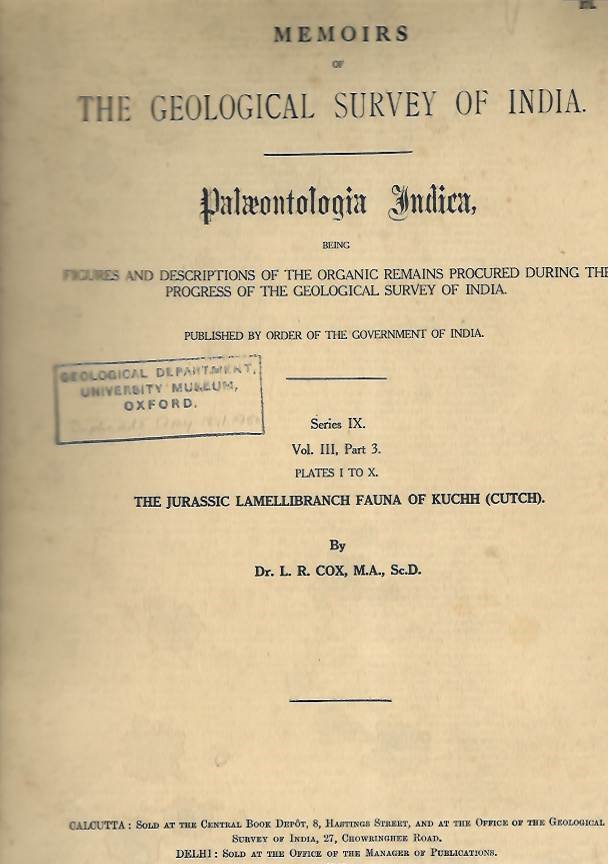 MEMOIRS
OF
THE GEOLOGICAL SURVEY OF INDIA.
Palæontologia Indica,
BEING
FIGURES AND DESCRIPTIONS OF THE ORGANIC REMAINS PROCURED DURING THE
PROGRESS OF THE GEOLOGICAL SURVEY OF INDIA.
PUBLISHED BY ORDER OF THE GOVERNMENT OF INDIA.
GEOLOGICAL DEPARTMENT,
UNIVERSITY MUSEUM,
OXFORD.
Series IX.
Vol. III, Part 3.
PLATES I TO X.
THE JURASSIC LAMELLIBRANCH FAUNA OF KUCHH (CUTCH).
By
Dr. L. R. COX, M.A., Sc.D.
CALCUTTA : SOLD AT THE CENTRAL BOOK DEPÔT, 8, HASTINGS STREET, AND AT THE OFFICE OF THE GEOLOGICAL
SURVEY OF INDIA, 27, CHOWRINGHEE ROAD.
DELHI : SOLD AT THE OFFICE OF THE MANAGER OF PUBLICATIONS.